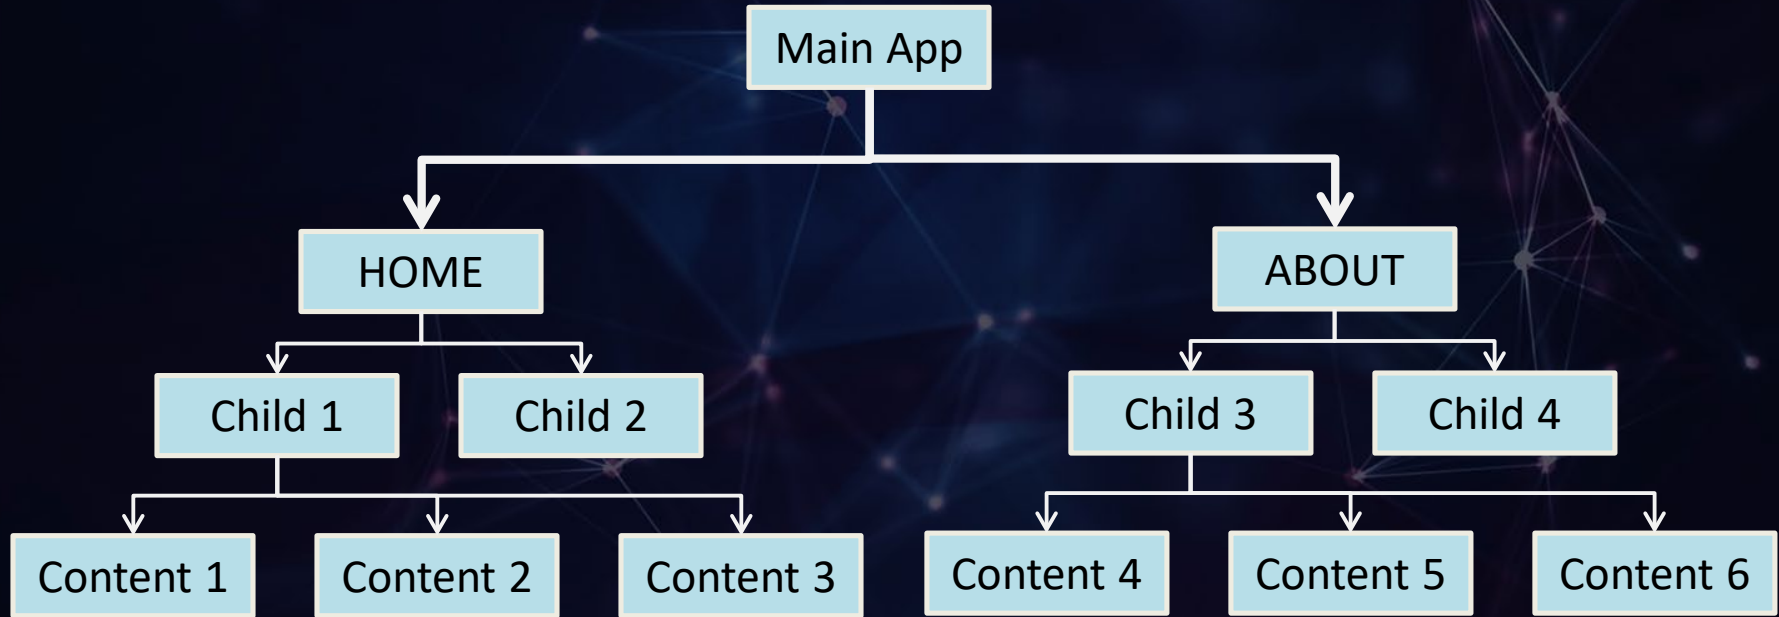 Main App
HOME
ABOUT
Child 1
Child 2
Child 3
Child 4
Content 1
Content 2
Content 3
Content 4
Content 5
Content 6